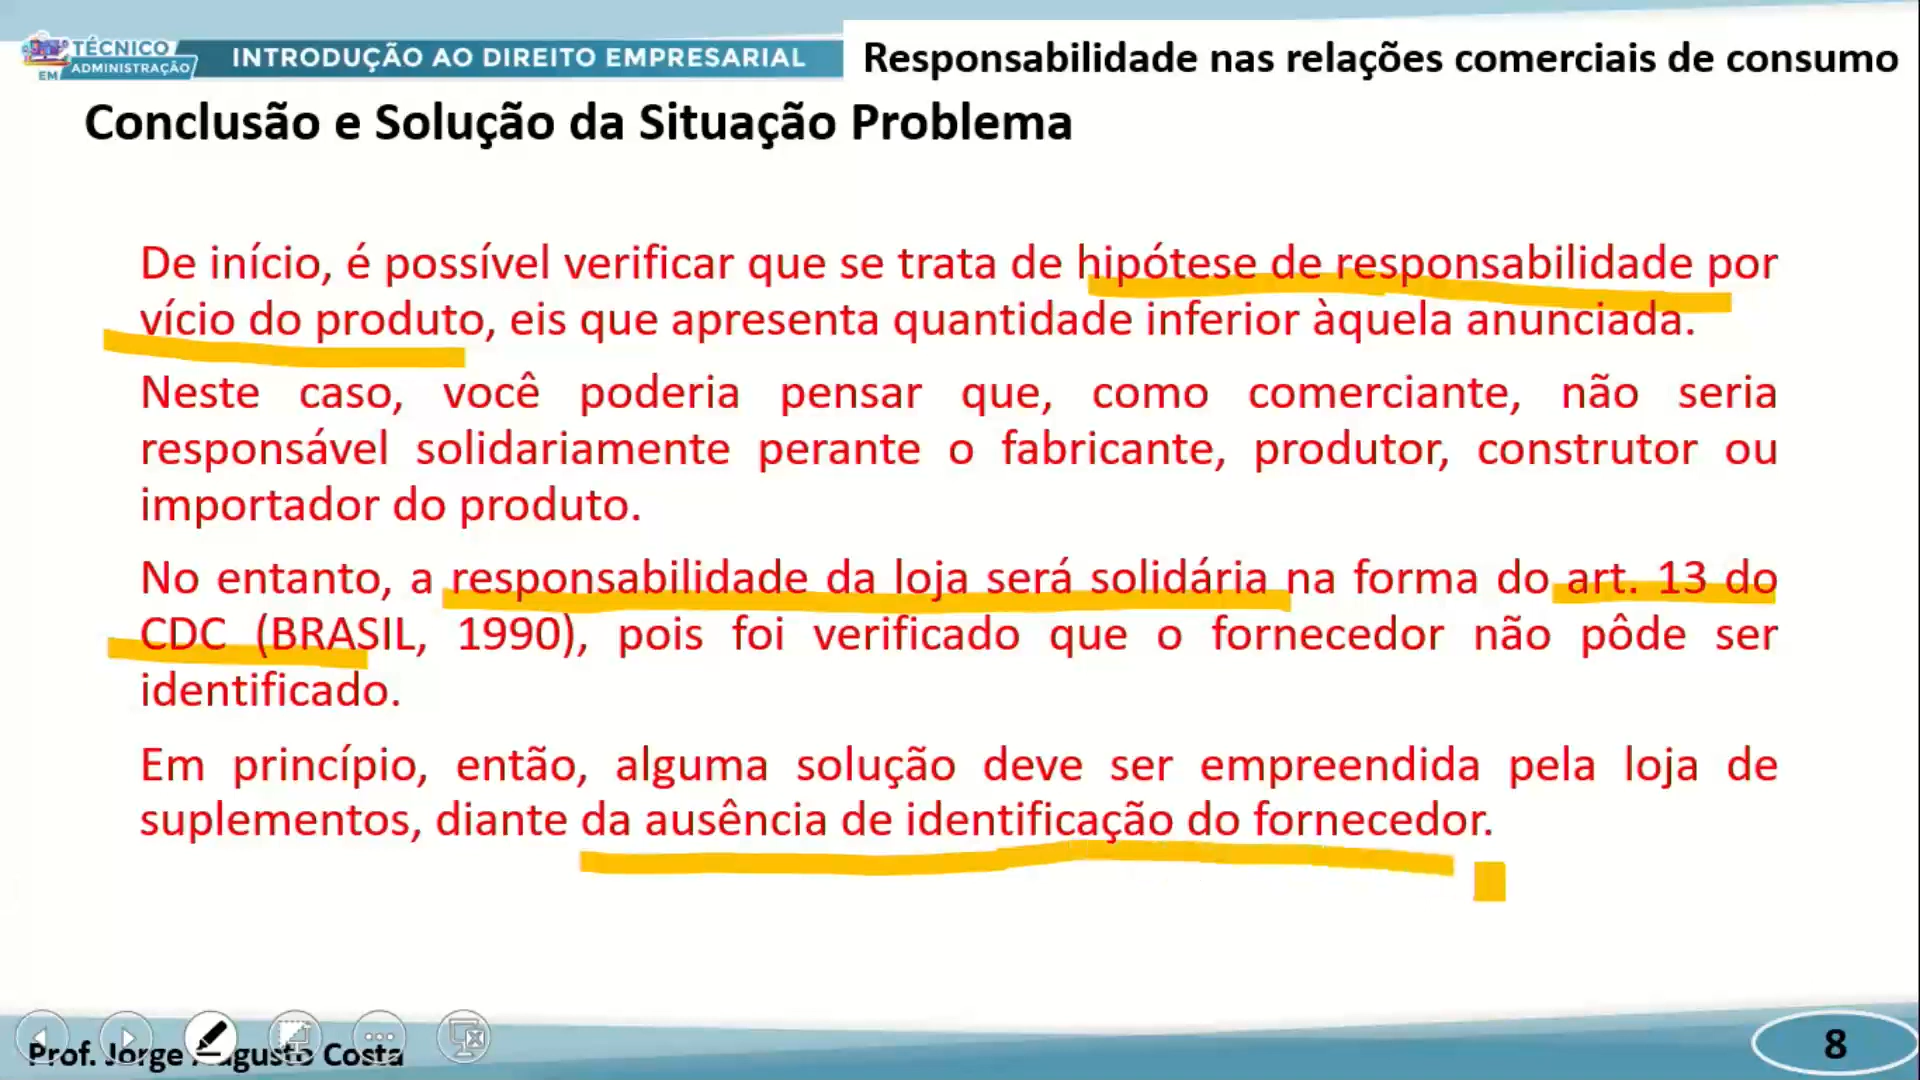 TÉCNICO
EM ADMINISTRAÇÃO
INTRODUÇÃO AO DIREITO EMPRESARIAL
Responsabilidade nas relações comerciais de consumo
Conclusão e Solução da Situação Problema
De início, é possível verificar que se trata de hipótese de responsabilidade por
vício do produto, eis que apresenta quantidade inferior àquela anunciada.
Neste caso, você poderia pensar que, como comerciante, não seria
responsável solidariamente perante o fabricante, produtor, construtor ou
importador do produto.
No entanto, a responsabilidade da loja será solidária na forma do art. 13 do
CDC (BRASIL, 1990), pois foi verificado que o fornecedor não pôde ser
identificado.
Em princípio, então, alguma solução deve ser empreendida pela loja de
suplementos, diante da ausência de identificação do fornecedor.
Prof. Jorge Augusto Costa
8